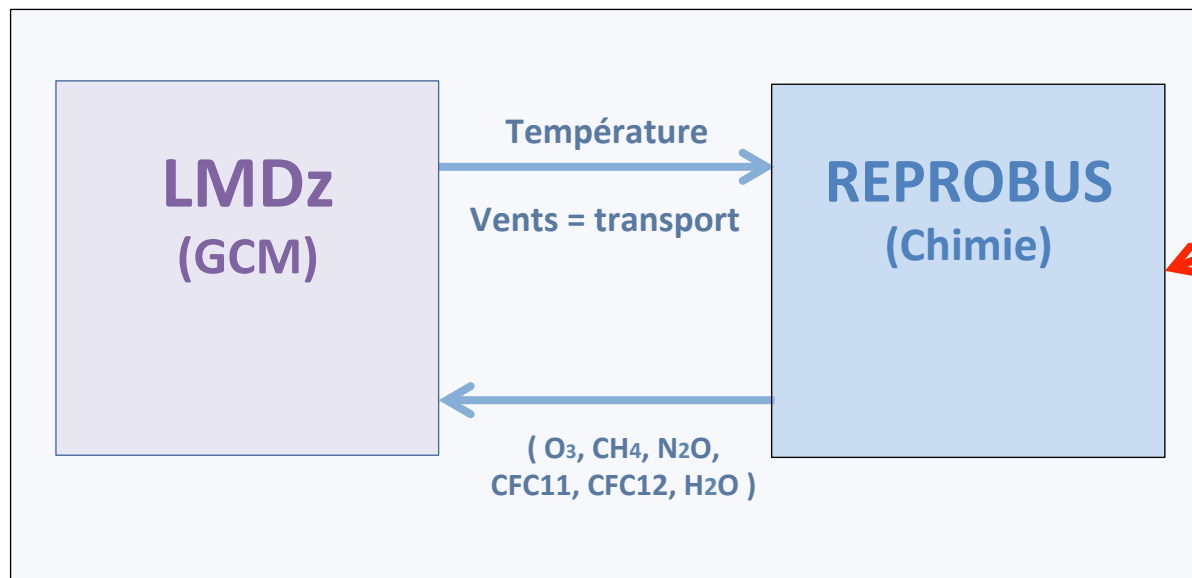 LMDz
(GCM)
Température
Vents = transport
REPROBUS
(Chimie)
( O3, CH4, N2O,
CFC11, CFC12, H2O )